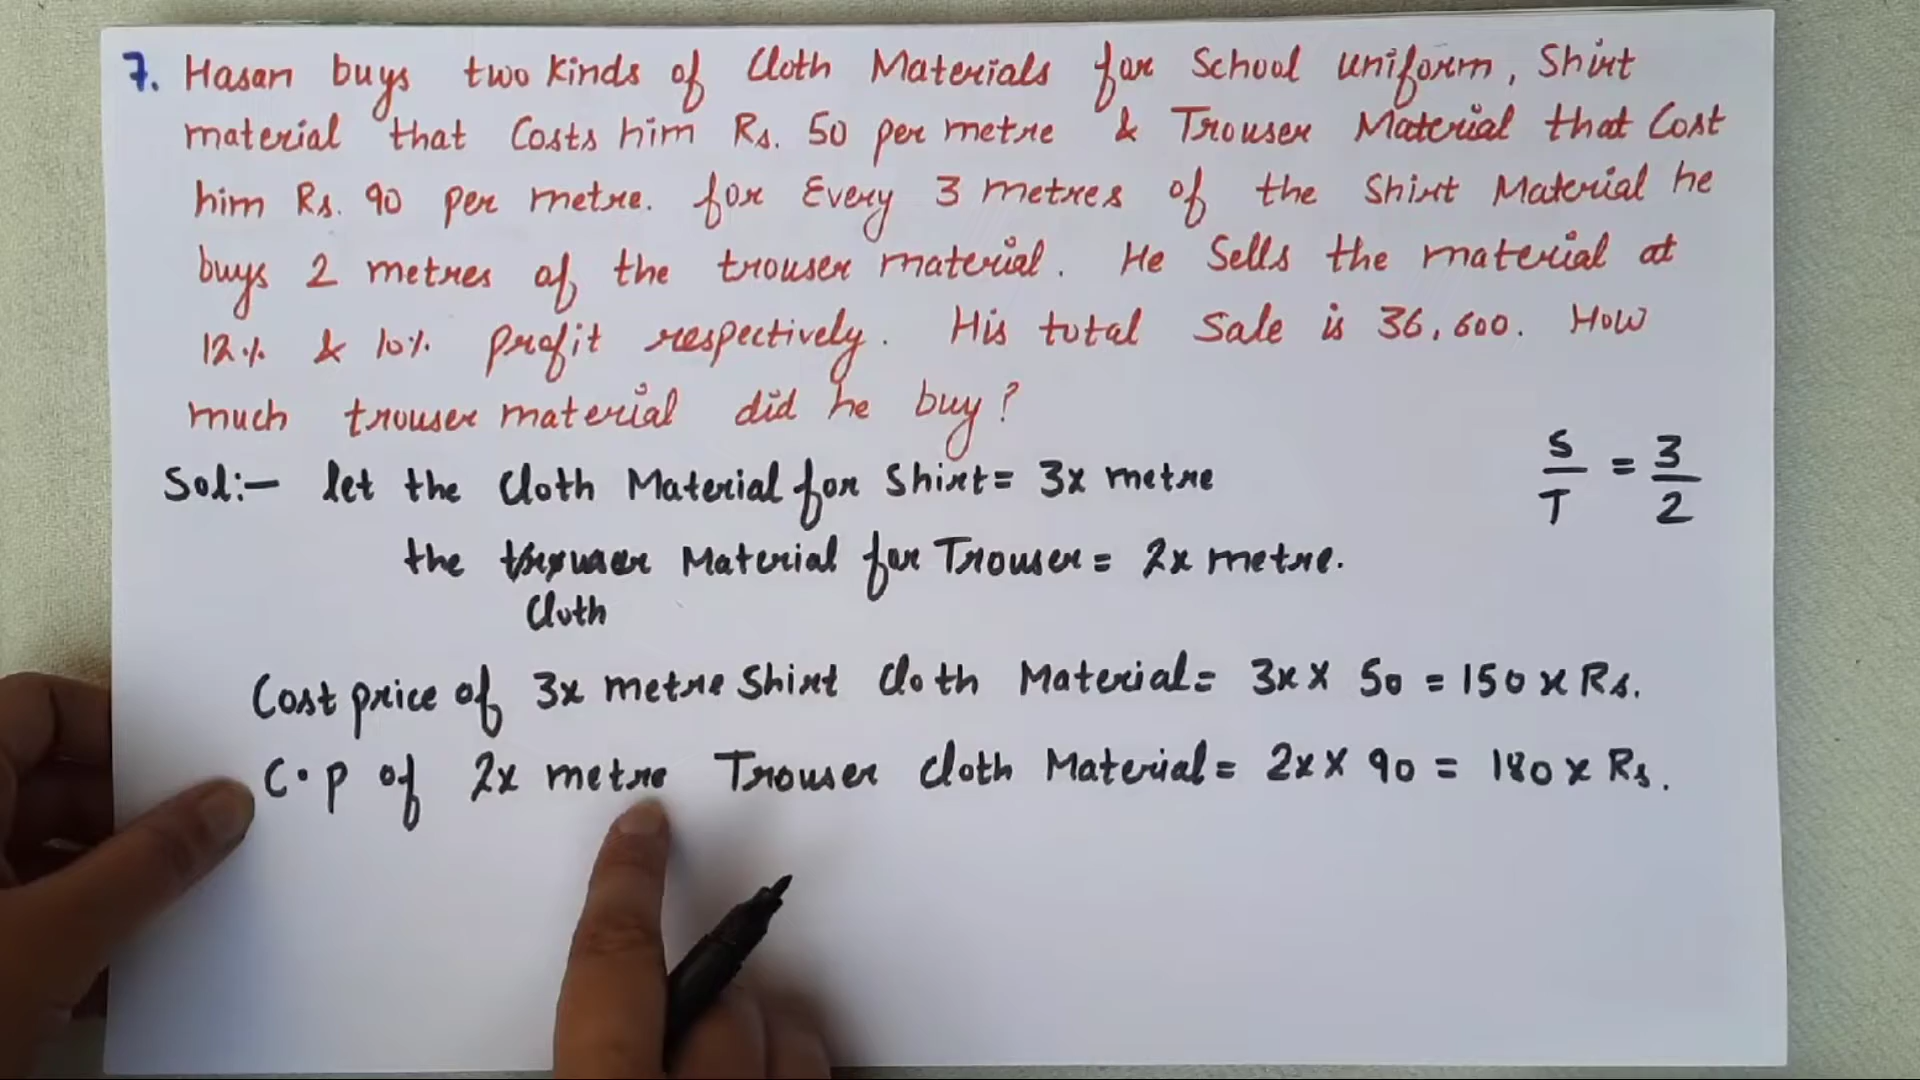 7. Hasan buys two kinds of Cloth Materials for School uniform, Shirt
material that Costs him Rs. 50 per metre & Trouser Material that Cost
him Rs. 90 per metre. for Every 3 metres of the Shirt Material he
buys 2 metres of the trouser material. He Sells the material at
12% & 10% profit respectively. His total Sale is 36,600. How
much trouser material did he buy?
Sol:- let the Cloth Material for Shirt = 3x metre
S/T = 3/2
the Material for Trouser = 2x metre.
Cloth
Cost price of 3x metre Shirt Cloth Material = 3x × 50 = 150x Rs.
C.P of 2x metre Trouser Cloth Material = 2x × 90 = 180x Rs.